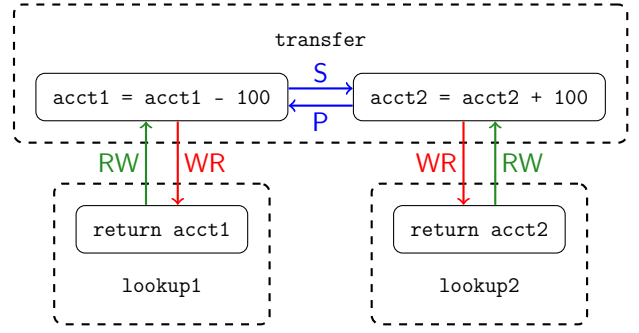 transfer
acct1 = acct1 - 100
S
P
acct2 = acct2 + 100
RW
WR
WR
RW
return acct1
return acct2
lookup1
lookup2